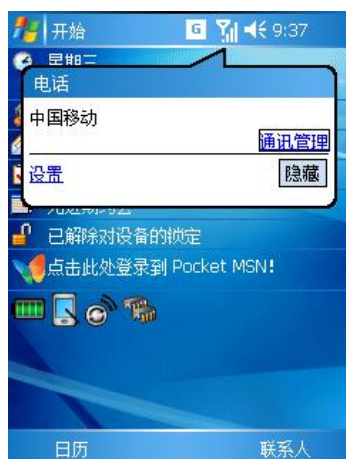 开始 G 9:37
星期三
电话
中国移动
通讯管理
设置 隐藏
已解除对设备的锁定
点击此处登录到 Pocket MSN!
日历 联系人